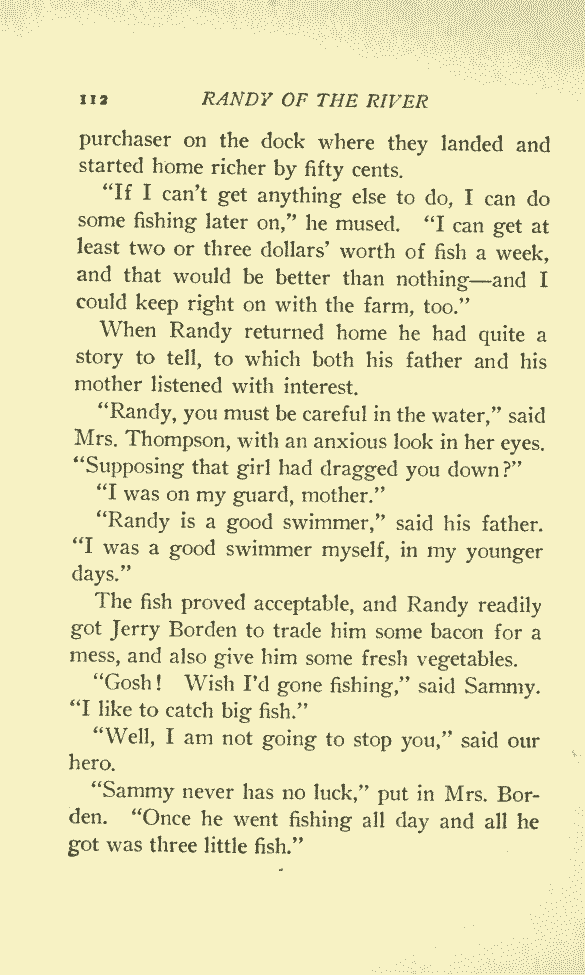 112 RANDY OF THE RIVER
purchaser on the dock where they landed and
started home richer by fifty cents.
“If I can’t get anything else to do, I can do
some fishing later on,” he mused. “I can get at
least two or three dollars’ worth of fish a week,
and that would be better than nothing—and I
could keep right on with the farm, too.”
When Randy returned home he had quite a
story to tell, to which both his father and his
mother listened with interest.
“Randy, you must be careful in the water,” said
Mrs. Thompson, with an anxious look in her eyes.
“Supposing that girl had dragged you down?”
“I was on my guard, mother.”
“Randy is a good swimmer,” said his father.
“I was a good swimmer myself, in my younger
days.”
The fish proved acceptable, and Randy readily
got Jerry Borden to trade him some bacon for a
mess, and also give him some fresh vegetables.
“Gosh! Wish I’d gone fishing,” said Sammy.
“I like to catch big fish.”
“Well, I am not going to stop you,” said our
hero.
“Sammy never has no luck,” put in Mrs. Bor-
den. “Once he went fishing all day and all he
got was three little fish.”